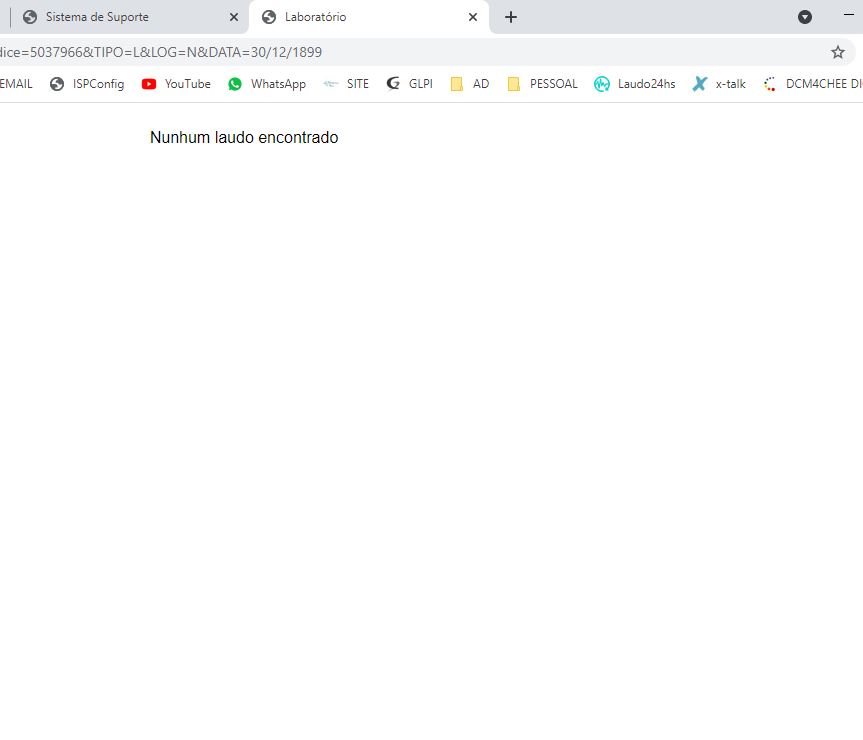 Sistema de Suporte
Laboratório
dice=5037966&TIPO=L&LOG=N&DATA=30/12/1899
EMAIL ISPConfig YouTube WhatsApp SITE GLPI AD PESSOAL Laudo24hs x-talk DCM4CHEE DI
Nunhum laudo encontrado